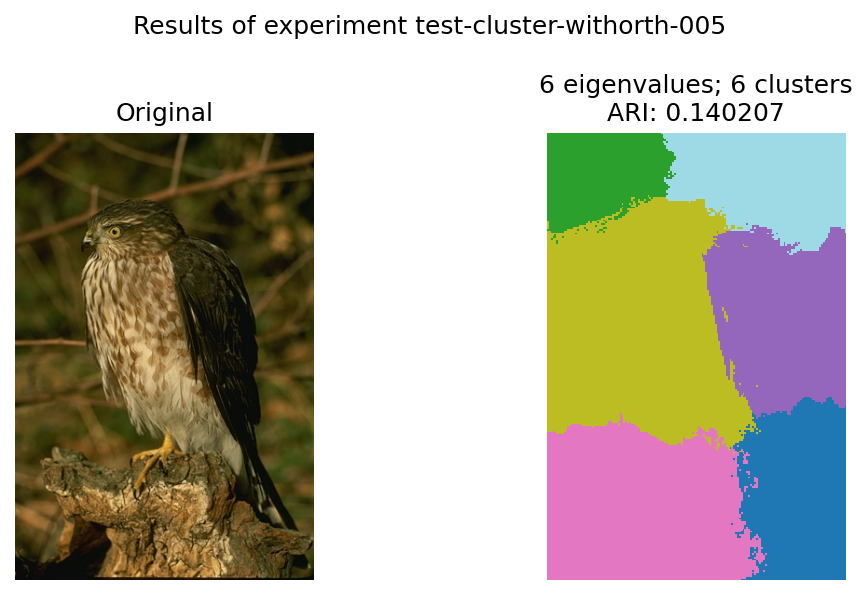 Results of experiment test-cluster-withorth-005
Original
6 eigenvalues; 6 clusters
ARI: 0.140207